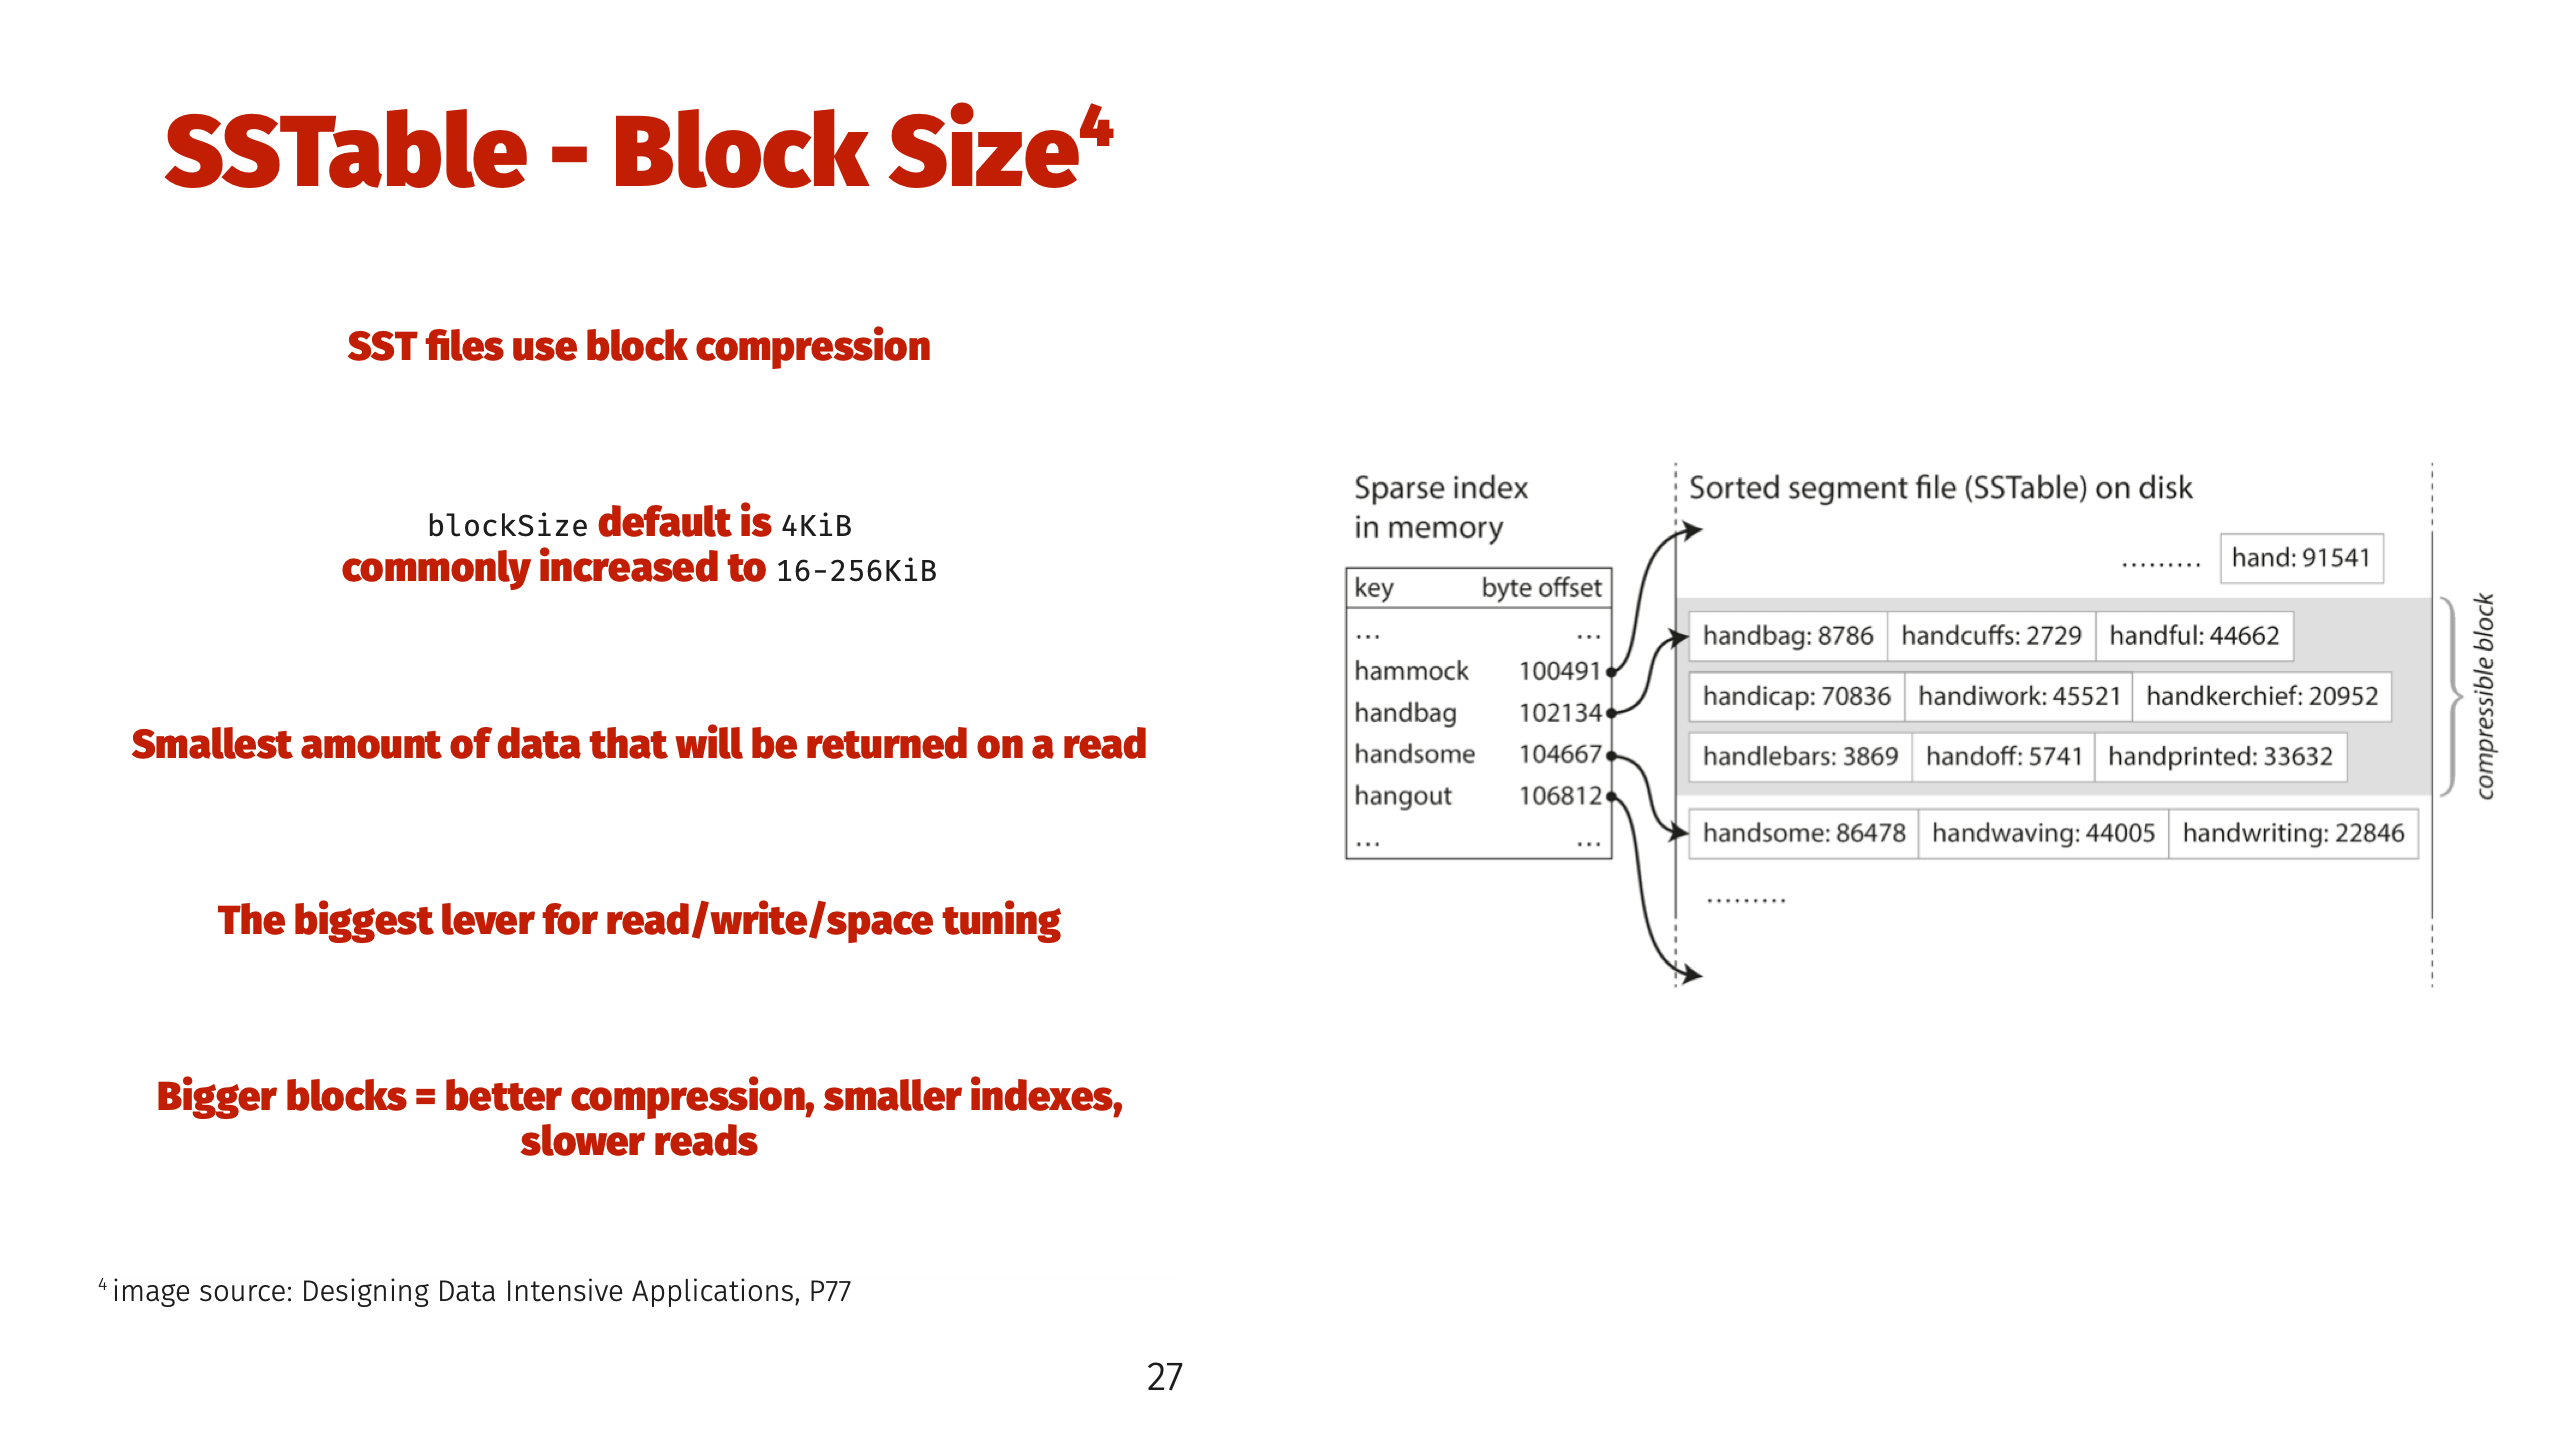 SSTable - Block Size⁴
SST files use block compression
blockSize default is 4KiB
commonly increased to 16-256KiB
Smallest amount of data that will be returned on a read
The biggest lever for read/write/space tuning
Bigger blocks = better compression, smaller indexes,
slower reads
Sparse index
in memory
key byte offset
... ...
hammock 100491
handbag 102134
handsome 104667
hangout 106812
... ...
Sorted segment file (SSTable) on disk
......... hand: 91541
handbag: 8786 handcuffs: 2729 handful: 44662
handicap: 70836 handiwork: 45521 handkerchief: 20952
handlebars: 3869 handoff: 5741 handprinted: 33632
handsome: 86478 handwaving: 44005 handwriting: 22846
.........
compressible block
⁴ image source: Designing Data Intensive Applications, P77
27